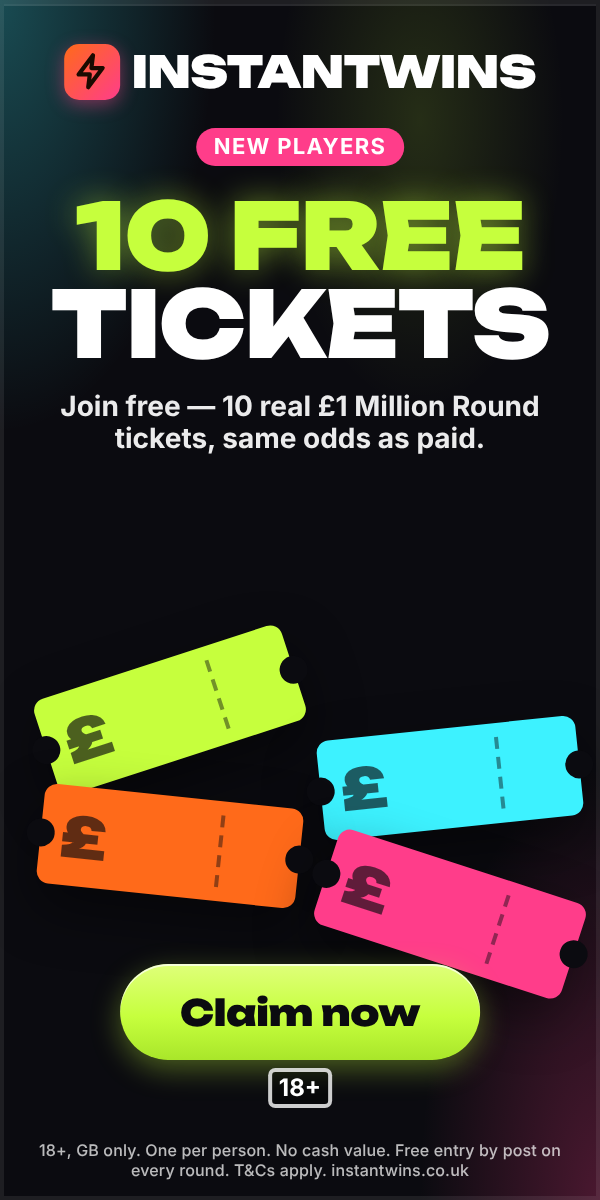 INSTANTWINS
NEW PLAYERS
10 FREE
TICKETS
Join free — 10 real £1 Million Round
tickets, same odds as paid.
£
£
£
£
Claim now
18+
18+, GB only. One per person. No cash value. Free entry by post on
every round. T&Cs apply. instantwins.co.uk